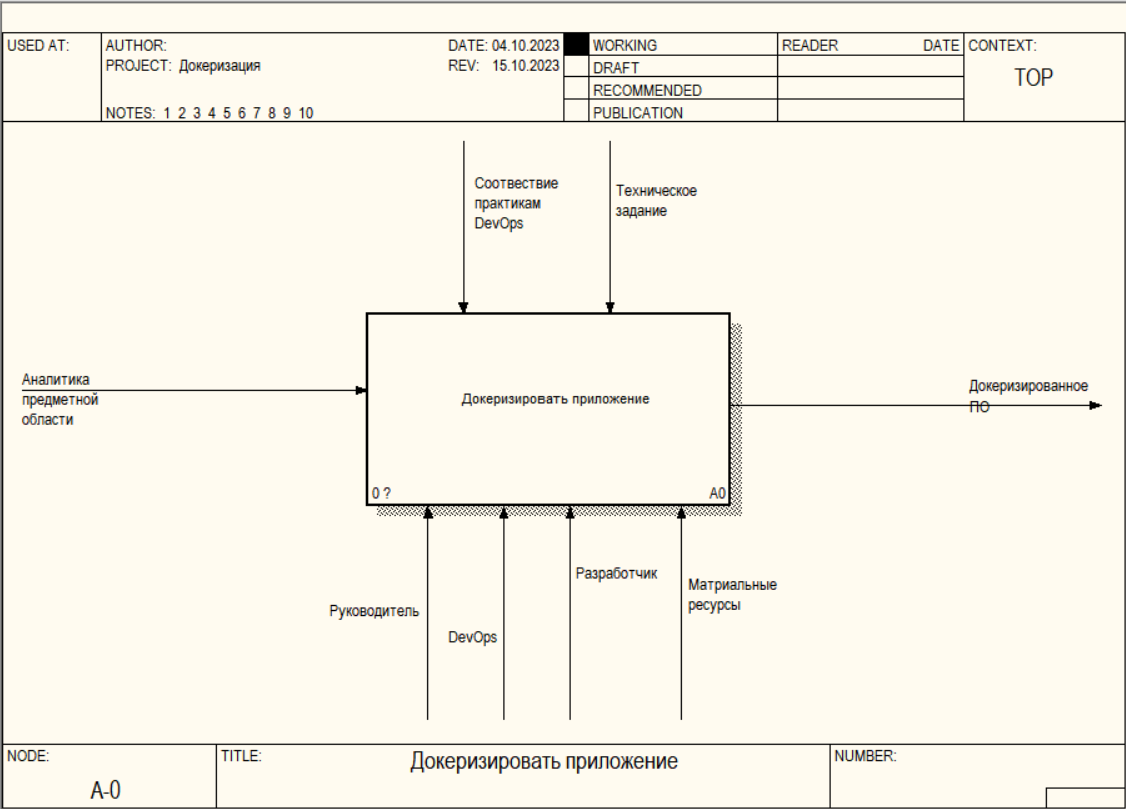 USED AT:
AUTHOR:
DATE: 04.10.2023
PROJECT: Докеризация
REV: 15.10.2023
NOTES: 1 2 3 4 5 6 7 8 9 10
WORKING
DRAFT
RECOMMENDED
PUBLICATION
READER DATE
CONTEXT:
TOP
Соотвествие
практикам
DevOps
Техническое
задание
Аналитика
предметной
области
Докеризировать приложение
0 ?
A0
Докеризированное
ПО
Руководитель
DevOps
Разработчик
Матриальные
ресурсы
NODE:
A-0
TITLE:
Докеризировать приложение
NUMBER: